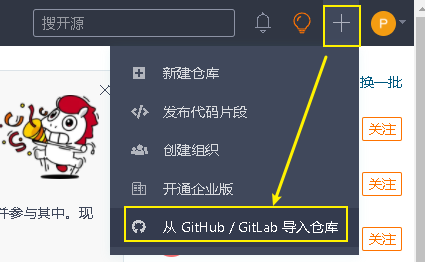 搜开源
P
换一批
新建仓库
发布代码片段
关注
创建组织
关注
开通企业版
并参与其中。现
从 GitHub / GitLab 导入仓库
关注